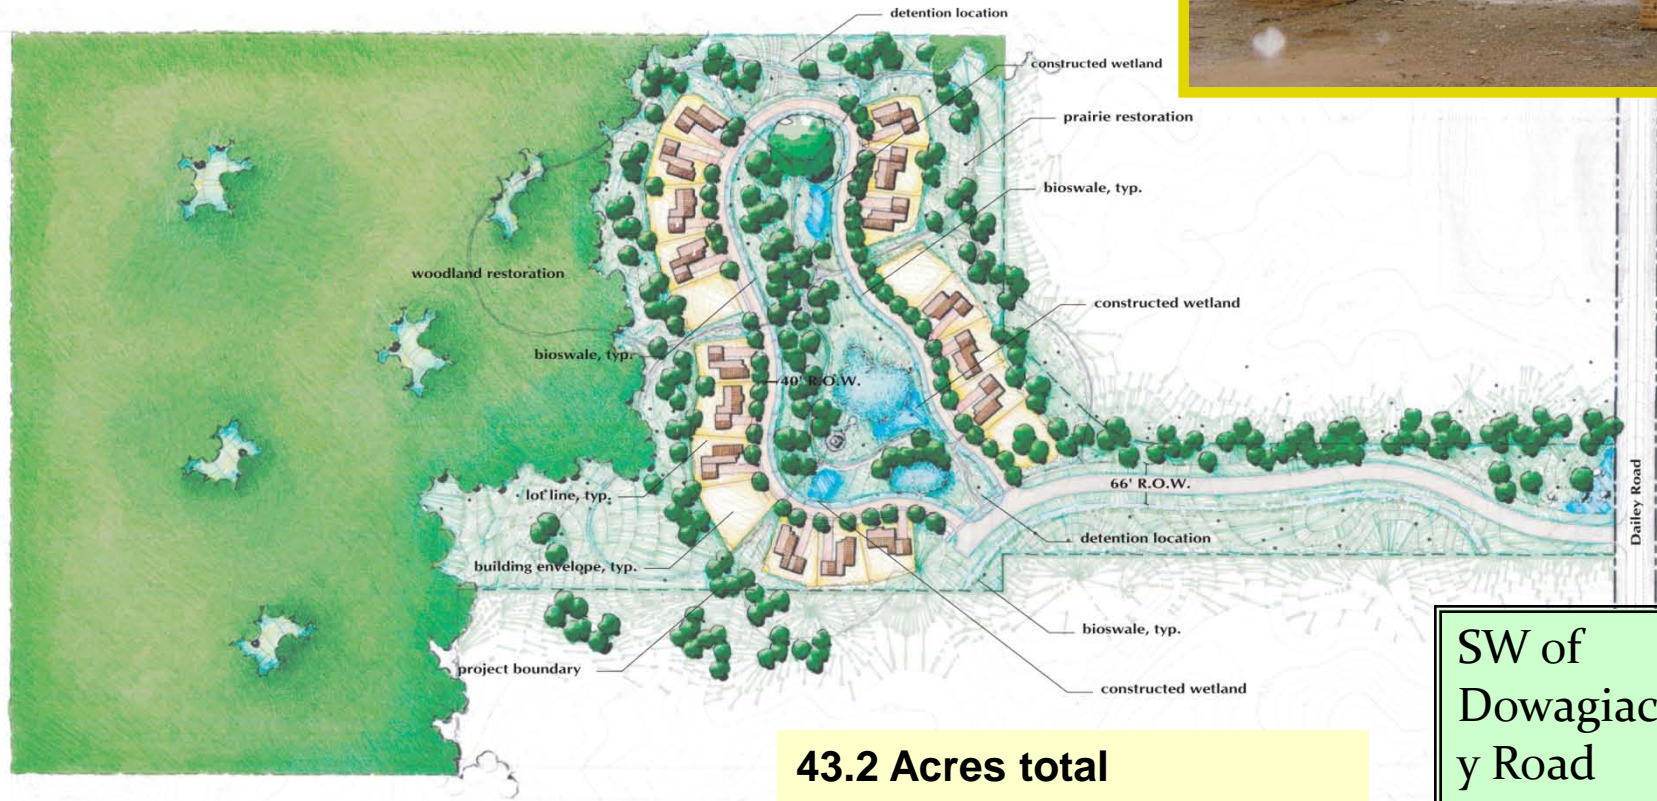 detention location
constructed wetland
prairie restoration
bioswale, typ.
woodland restoration
constructed wetland
bioswale, typ.
40' R.O.W.
66' R.O.W.
Dailey Road
lot line, typ.
detention location
building envelope, typ.
bioswale, typ.
project boundary
constructed wetland
43.2 Acres total
SW of
Dowagiac
y Road